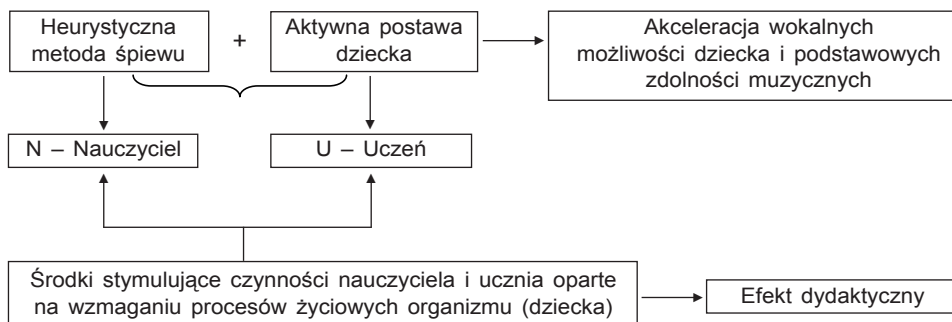 Heurystyczna
metoda śpiewu
+
Aktywna postawa
dziecka
Akceleracja wokalnych
możliwości dziecka i podstawowych
zdolności muzycznych
N – Nauczyciel
U – Uczeń
Środki stymulujące czynności nauczyciela i ucznia oparte
na wzmaganiu procesów życiowych organizmu (dziecka)
Efekt dydaktyczny